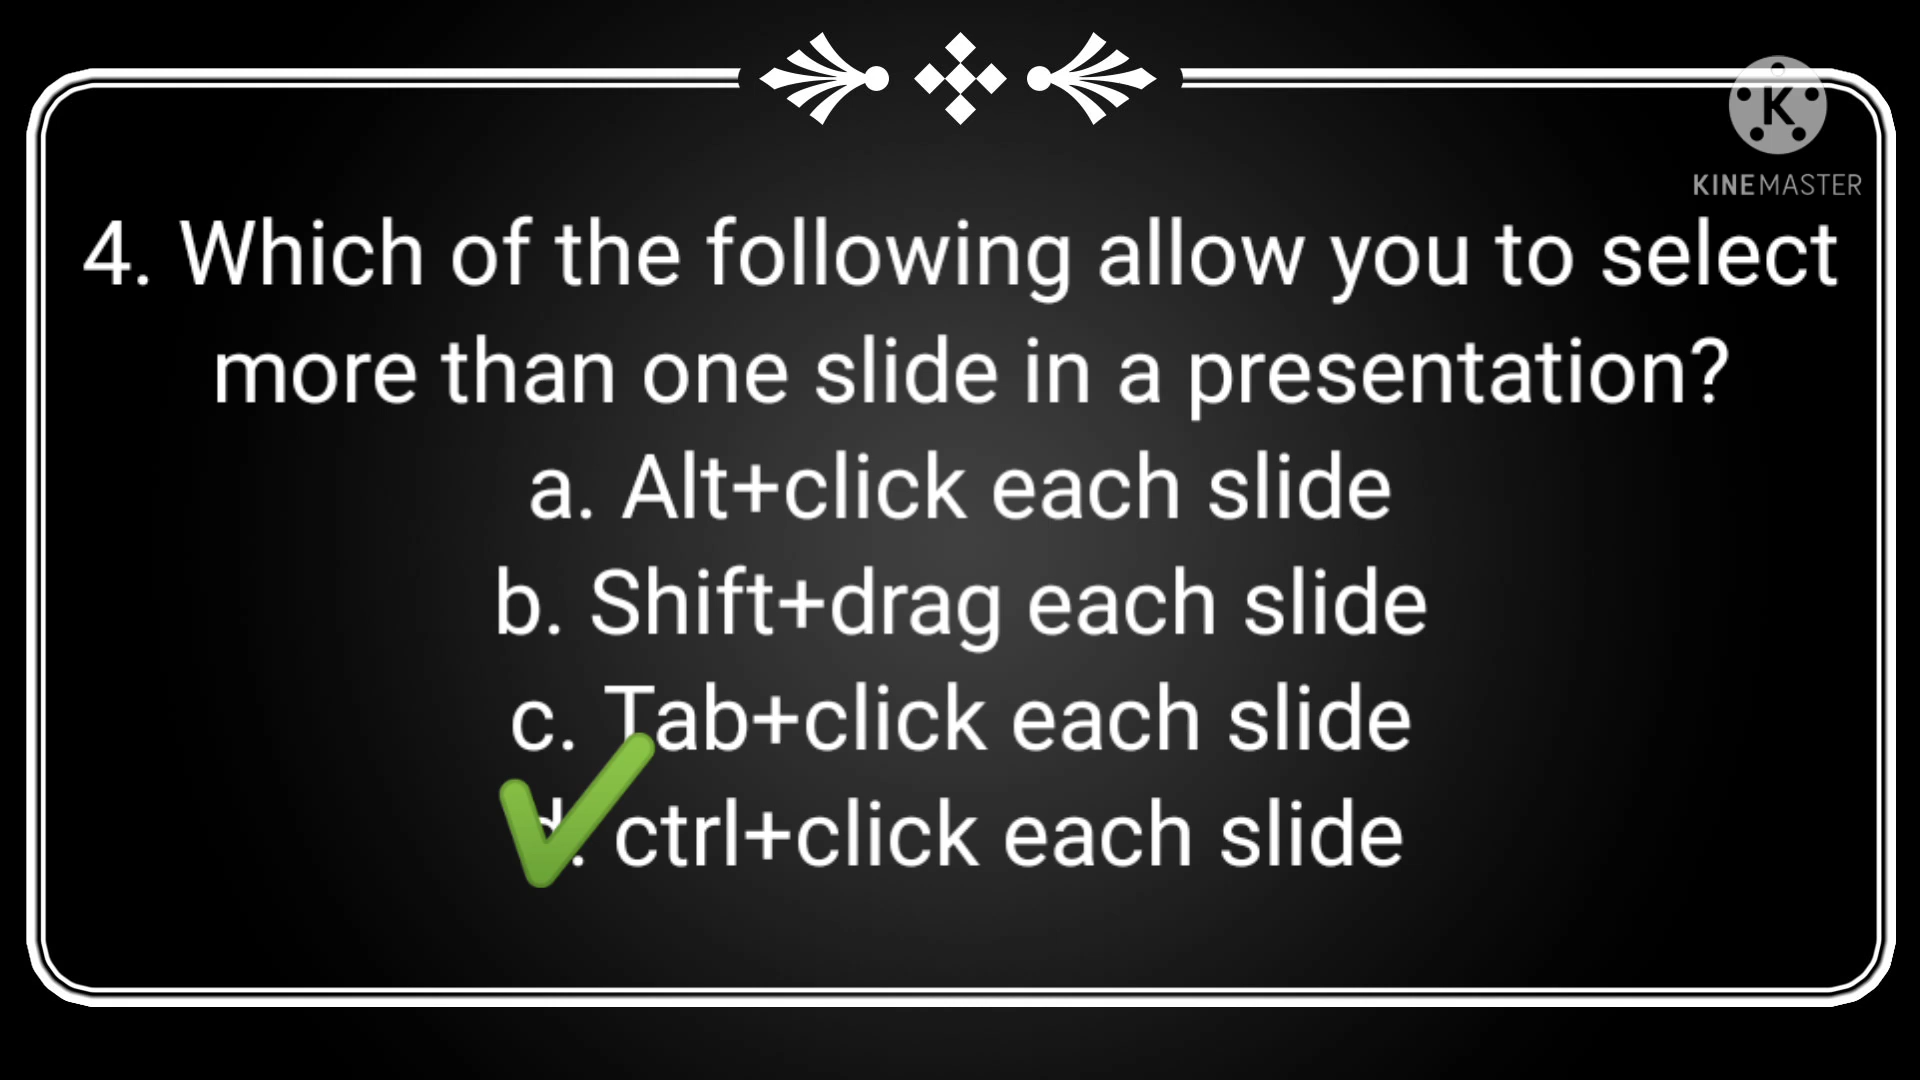 K
KINEMASTER
4. Which of the following allow you to select
more than one slide in a presentation?
a. Alt+click each slide
b. Shift+drag each slide
c. Tab+click each slide
d. ctrl+click each slide